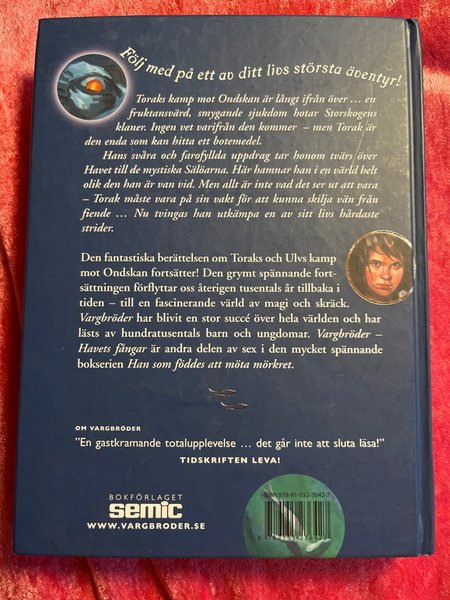 Följ med på ett av ditt livs största äventyr!
Toraks kamp mot Ondskan är långt ifrån över … en
fruktansvärd, smygande sjukdom hotar Storskogens
klaner. Ingen vet varifrån den kommer – men Torak är
den enda som kan hitta ett botemedel.
Hans svåra och farofyllda uppdrag tar honom tvärs över
Havet till de mystiska Sälöarna. Här hamnar han i en värld helt
olik den han är van vid. Men allt är inte vad det ser ut att vara
– Torak måste vara på sin vakt för att kunna skilja vän från
fiende … Nu tvingas han utkämpa en av sitt livs hårdaste
strider.
Den fantastiska berättelsen om Toraks och Ulvs kamp
mot Ondskan fortsätter! Den grymt spännande fort-
sättningen förflyttar oss återigen tusentals år tillbaka i
tiden – till en fascinerande värld av magi och skräck.
Vargbröder har blivit en stor succé över hela världen och har
lästs av hundratusentals barn och ungdomar. Vargbröder –
Havets fångar är andra delen av sex i den mycket spännande
bokserien Han som föddes att möta mörkret.
OM VARGBRÖDER
"En gastkramande totalupplevelse … det går inte att sluta läsa!"
TIDSKRIFTEN LEVA!
BOKFÖRLAGET
semic
WWW.VARGBRODER.SE
ISBN 978-91-552-3642-7